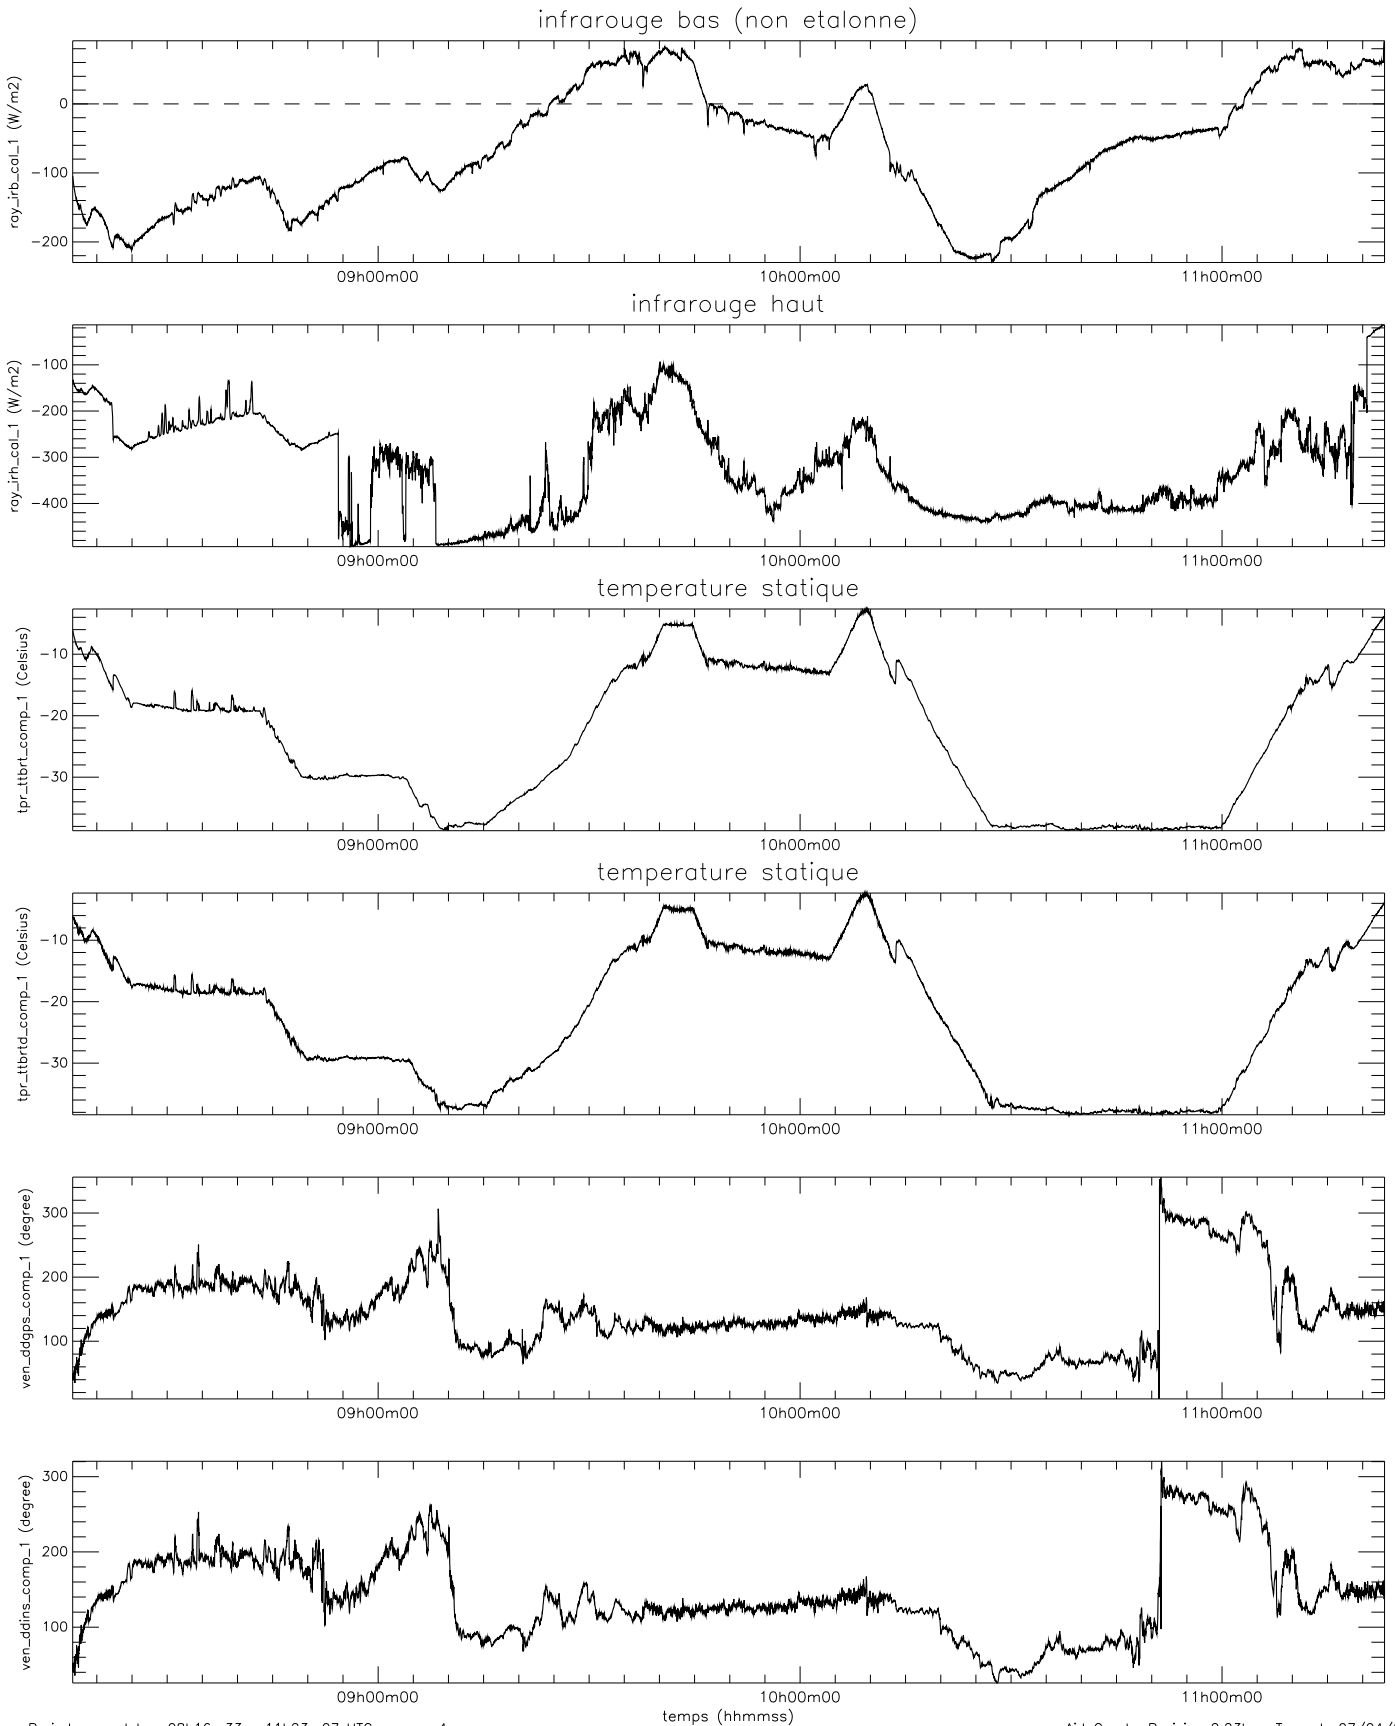 infrarouge bas (non etalonne)
ray_irb_cal_1 (W/m2)
0
-100
-200
09h00m00 10h00m00 11h00m00
infrarouge haut
ray_irh_cal_1 (W/m2)
-100
-200
-300
-400
09h00m00 10h00m00 11h00m00
temperature statique
tpr_ttbrt_comp_1 (Celsius)
-10
-20
-30
09h00m00 10h00m00 11h00m00
temperature statique
tpr_ttbrtd_comp_1 (Celsius)
-10
-20
-30
09h00m00 10h00m00 11h00m00
ven_ddgps_comp_1 (degree)
300
200
100
09h00m00 10h00m00 11h00m00
ven_ddins_comp_1 (degree)
300
200
100
09h00m00 10h00m00 11h00m00
temps (hhmmss)